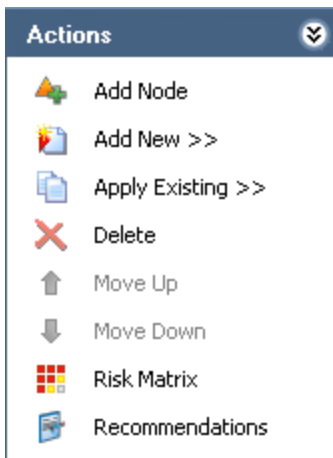 Actions
Add Node
Add New >>
Apply Existing >>
Delete
Move Up
Move Down
Risk Matrix
Recommendations